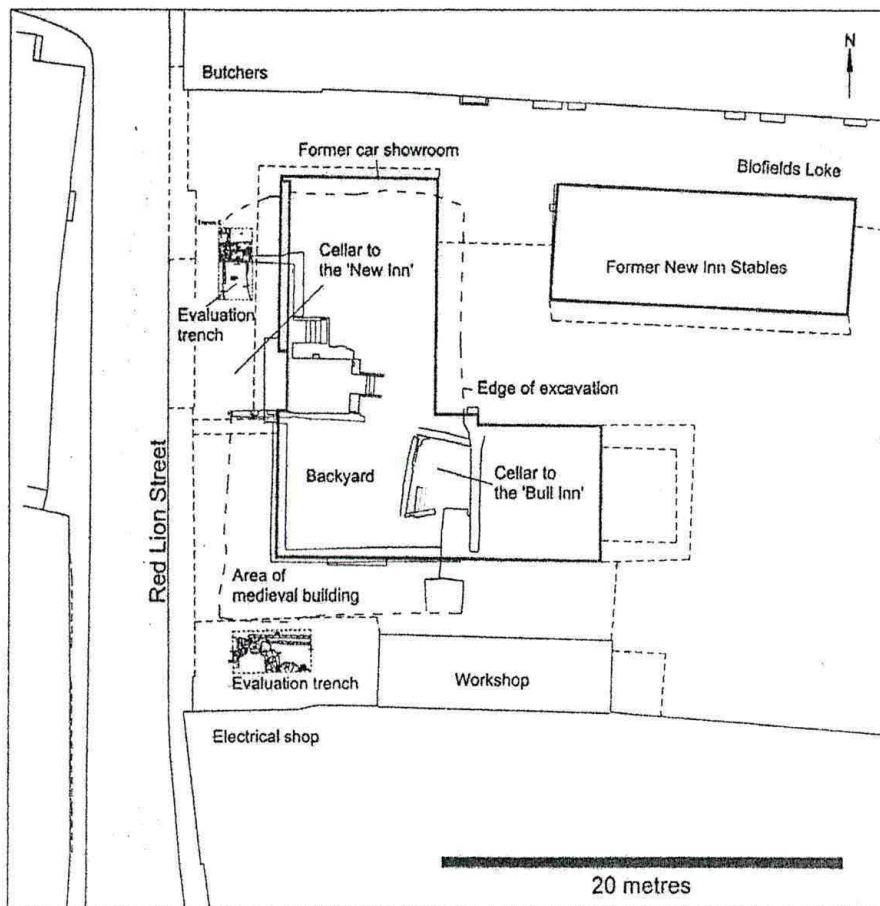 N
Butchers
Former car showroom
Blofields Loke
Cellar to
the 'New Inn'
Former New Inn Stables
Evaluation
trench
Edge of excavation
Backyard
Cellar to
the 'Bull Inn'
Red Lion Street
Area of
medieval building
Evaluation trench
Workshop
Electrical shop
20 metres